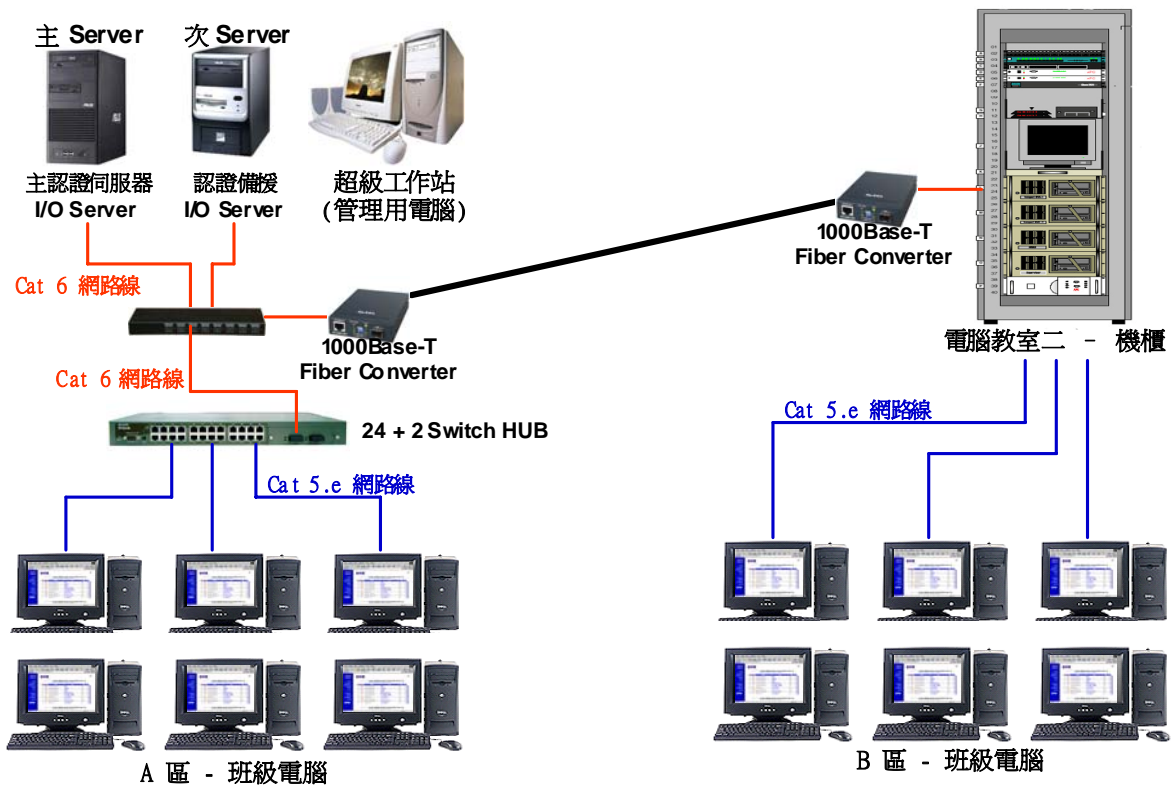 主 Server
次 Server
主認證伺服器
I/O Server
認證備援
I/O Server
超級工作站
(管理用電腦)
1000Base-T
Fiber Converter
Cat 6 網路線
1000Base-T
Fiber Converter
電腦教室二 - 機櫃
Cat 6 網路線
Cat 5.e 網路線
24 + 2 Switch HUB
Cat 5.e 網路線
A 區 - 班級電腦
B 區 - 班級電腦